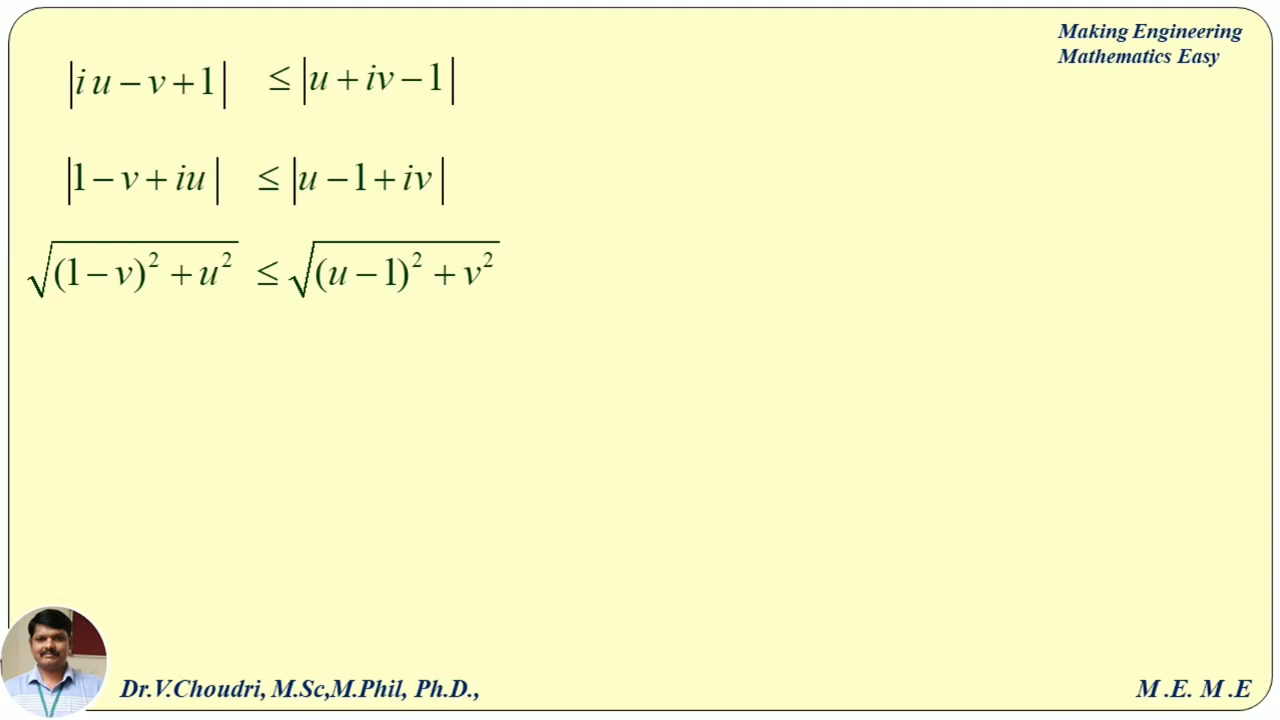 Making Engineering
Mathematics Easy
|i u − v + 1| ≤ |u + iv − 1|
|1 − v + iu| ≤ |u − 1 + iv|
√((1 − v)² + u²) ≤ √((u − 1)² + v²)
Dr.V.Choudri, M.Sc,M.Phil, Ph.D.,
M .E. M .E